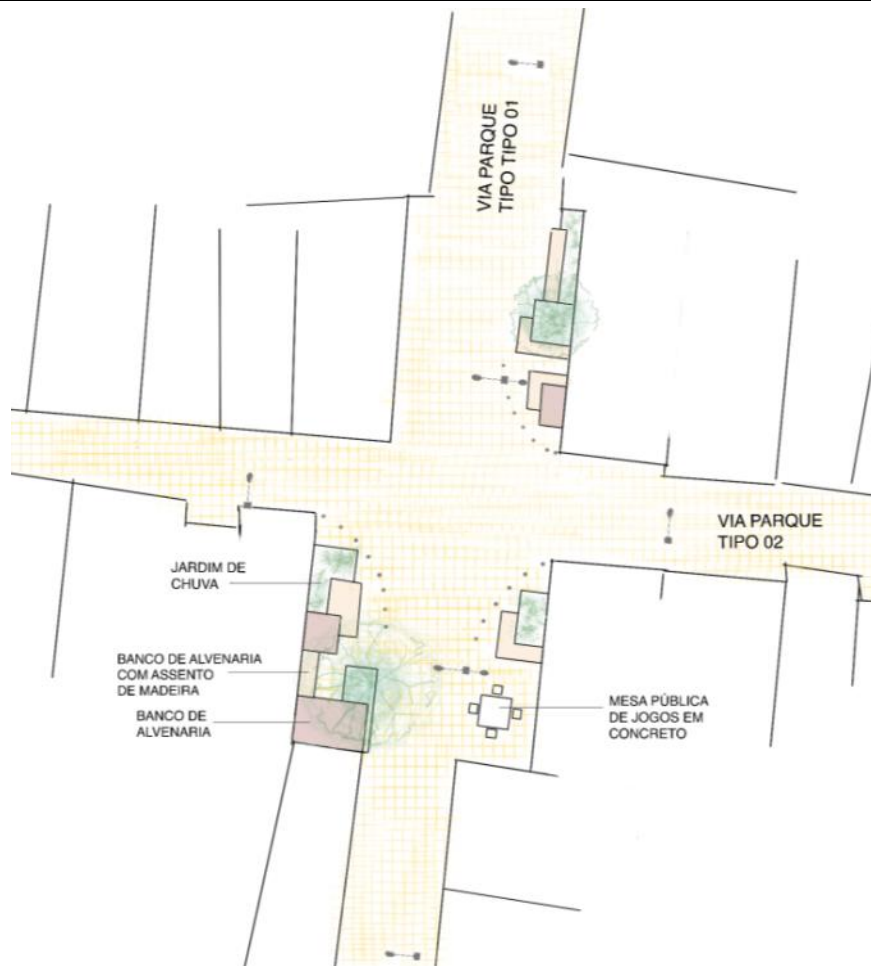 VIA PARQUE
TIPO TIPO 01
VIA PARQUE
TIPO 02
JARDIM DE
CHUVA
BANCO DE ALVENARIA
COM ASSENTO
DE MADEIRA
BANCO DE
ALVENARIA
MESA PÚBLICA
DE JOGOS EM
CONCRETO